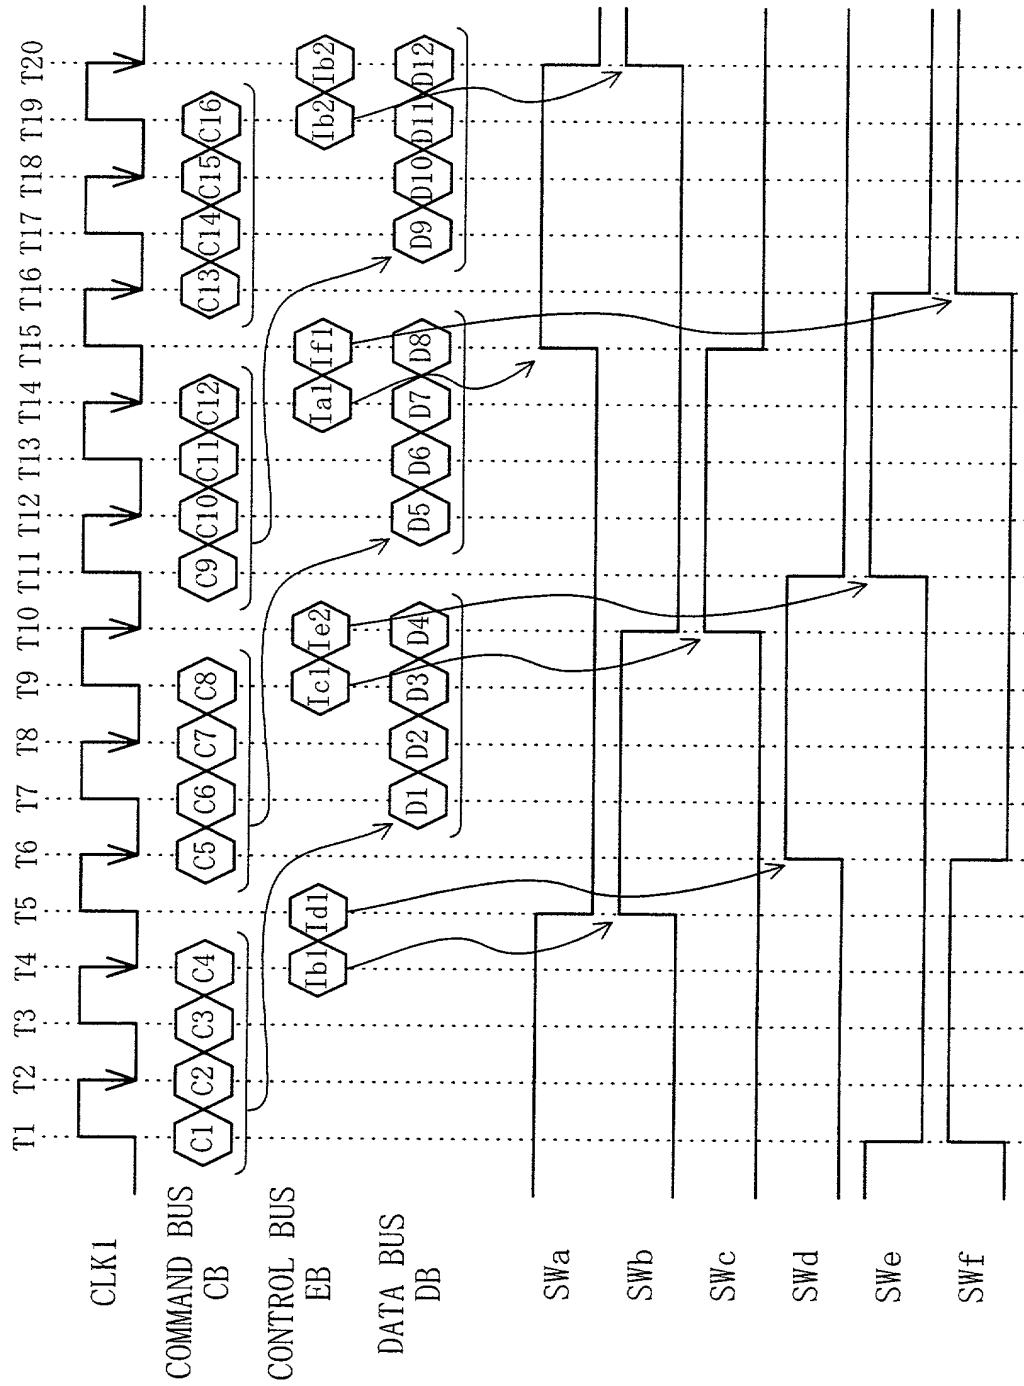 T1 T2 T3 T4 T5 T6 T7 T8 T9 T10 T11 T12 T13 T14 T15 T16 T17 T18 T19 T20
CLK1
COMMAND BUS
CB
C1 C2 C3 C4 C5 C6 C7 C8 C9 C10 C11 C12 C13 C14 C15 C16
CONTROL BUS
EB
Ib1 Id1 Ic1 Ie2 Ia1 If1 Ib2 Ib2
DATA BUS
DB
D1 D2 D3 D4 D5 D6 D7 D8 D9 D10 D11 D12
SWa
SWb
SWc
SWd
SWe
SWf